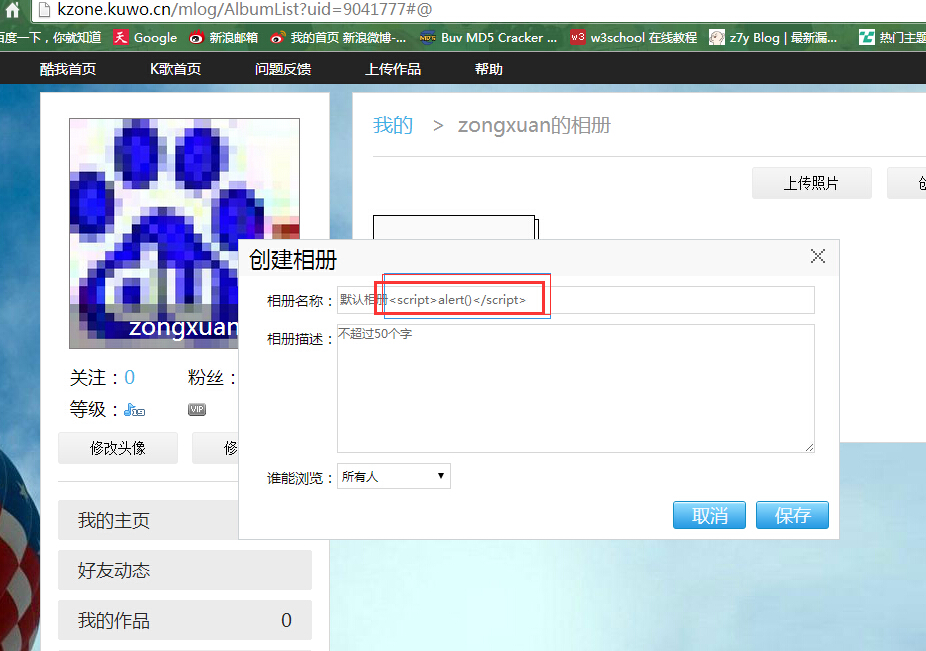 kzone.kuwo.cn/mlog/AlbumList?uid=9041777#@
百度一下，你就知道 Google 新浪邮箱 我的首页 新浪微博-... MD5 Buv MD5 Cracker ... w3 w3school 在线教程 z7y Blog | 最新漏... 热门主题
酷我首页 K歌首页 问题反馈 上传作品 帮助
我的 > zongxuan的相册
上传照片 创
zongxuan
创建相册
相册名称： 默认相册<script>alert()</script>
相册描述： 不超过50个字
谁能浏览： 所有人
取消 保存
关注：0 粉丝：
等级： VIP
修改头像 修
我的主页
好友动态
我的作品 0